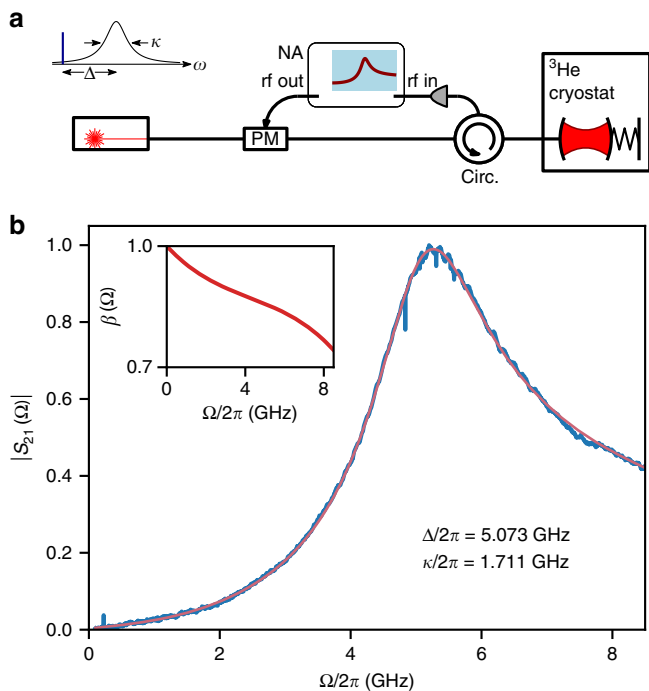 a
κ
Δ
ω
NA
rf out
rf in
³He
cryostat
PM
Circ.
b
1.0
0.8
0.6
0.4
0.2
0.0
|S₂₁(Ω)|
1.0
0.7
β(Ω)
0
4
8
Ω/2π (GHz)
Δ/2π = 5.073 GHz
κ/2π = 1.711 GHz
0
2
4
6
8
Ω/2π (GHz)